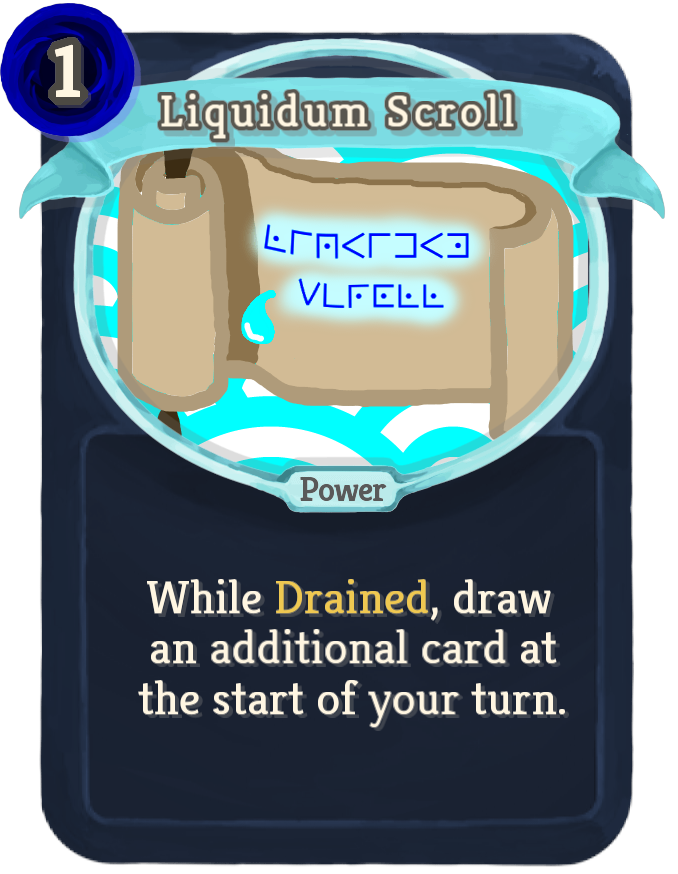 1
Liquidum Scroll
Power
While Drained, draw
an additional card at
the start of your turn.